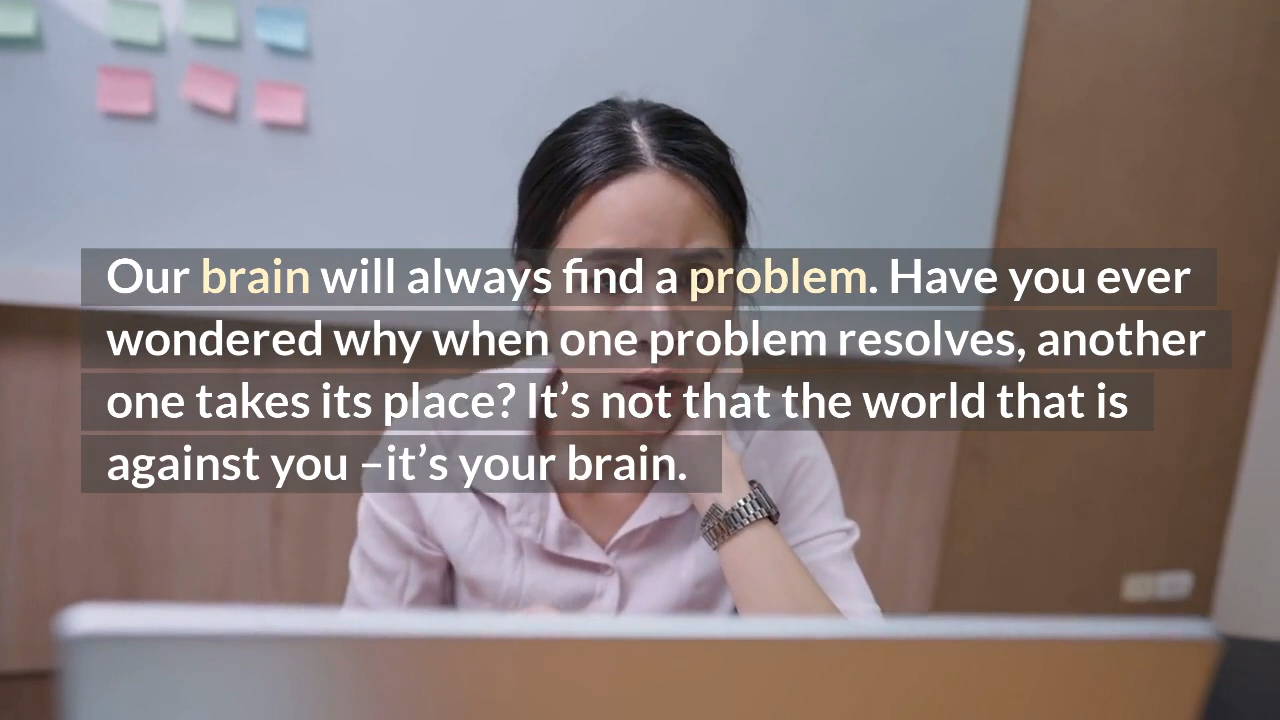 Our brain will always find a problem. Have you ever
wondered why when one problem resolves, another
one takes its place? It’s not that the world that is
against you –it’s your brain.